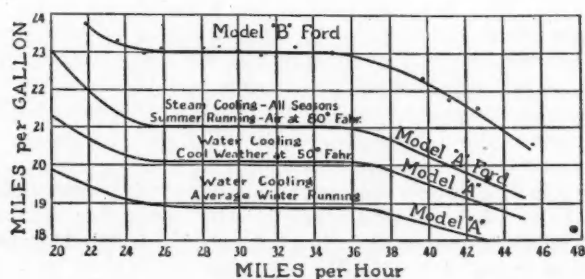 MILES per GALLON
24
23
22
21
20
19
18
Model "B" Ford
Steam Cooling-All Seasons
Summer Running-Air at 80° Fahr.
Water Cooling
Cool Weather at 50° Fahr.
Water Cooling
Average Winter Running
Model "A" Ford
Model "A"
Model "A"
20 22 24 26 28 30 32 34 36 38 40 42 44 46 48
MILES per Hour